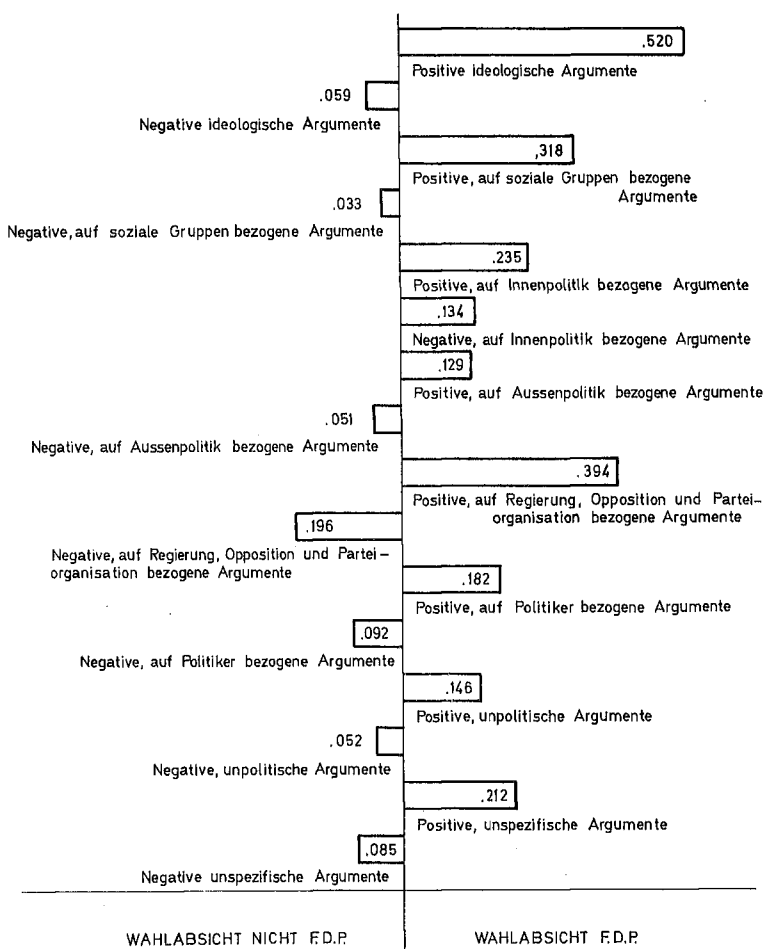 .520
Positive ideologische Argumente
.059
Negative ideologische Argumente
,318
Positive, auf soziale Gruppen bezogene
Argumente
.033
Negative, auf soziale Gruppen bezogene Argumente
.235
Positive, auf Innenpolitik bezogene Argumente
.134
Negative, auf Innenpolitik bezogene Argumente
.129
Positive, auf Aussenpolitik bezogene Argumente
.051
Negative, auf Aussenpolitik bezogene Argumente
.394
Positive, auf Regierung, Opposition und Partei-
organisation bezogene Argumente
.196
Negative, auf Regierung, Opposition und Partei-
organisation bezogene Argumente
.182
Positive, auf Politiker bezogene Argumente
.092
Negative, auf Politiker bezogene Argumente
.146
Positive, unpolitische Argumente
.052
Negative, unpolitische Argumente
.212
Positive, unspezifische Argumente
.085
Negative unspezifische Argumente
WAHLABSICHT NICHT F.D.P. WAHLABSICHT F.D.P.